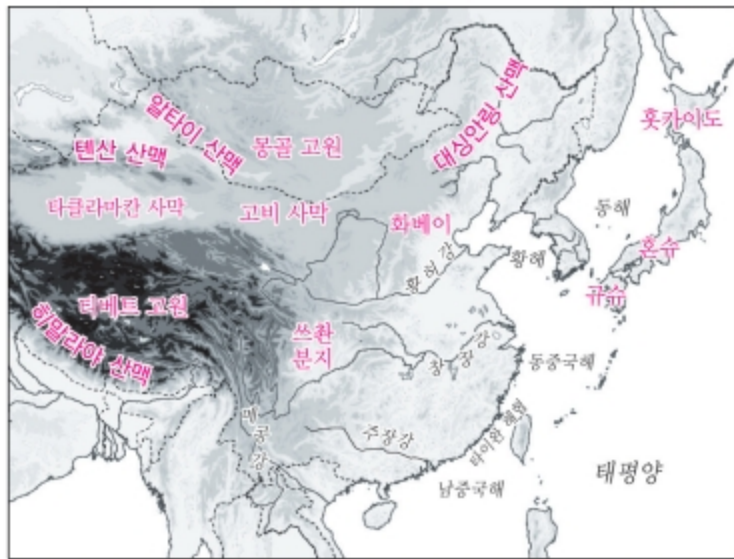 알타이 산맥
몽골 고원
대싱안링 산맥
홋카이도
톈산 산맥
타클라마칸 사막
고비 사막
화베이
동해
황허강
황해
혼슈
규슈
티베트 고원
히말라야 산맥
쓰촨
분지
창장강
동중국해
메콩강
주장강
타이완 해협
남중국해
태평양